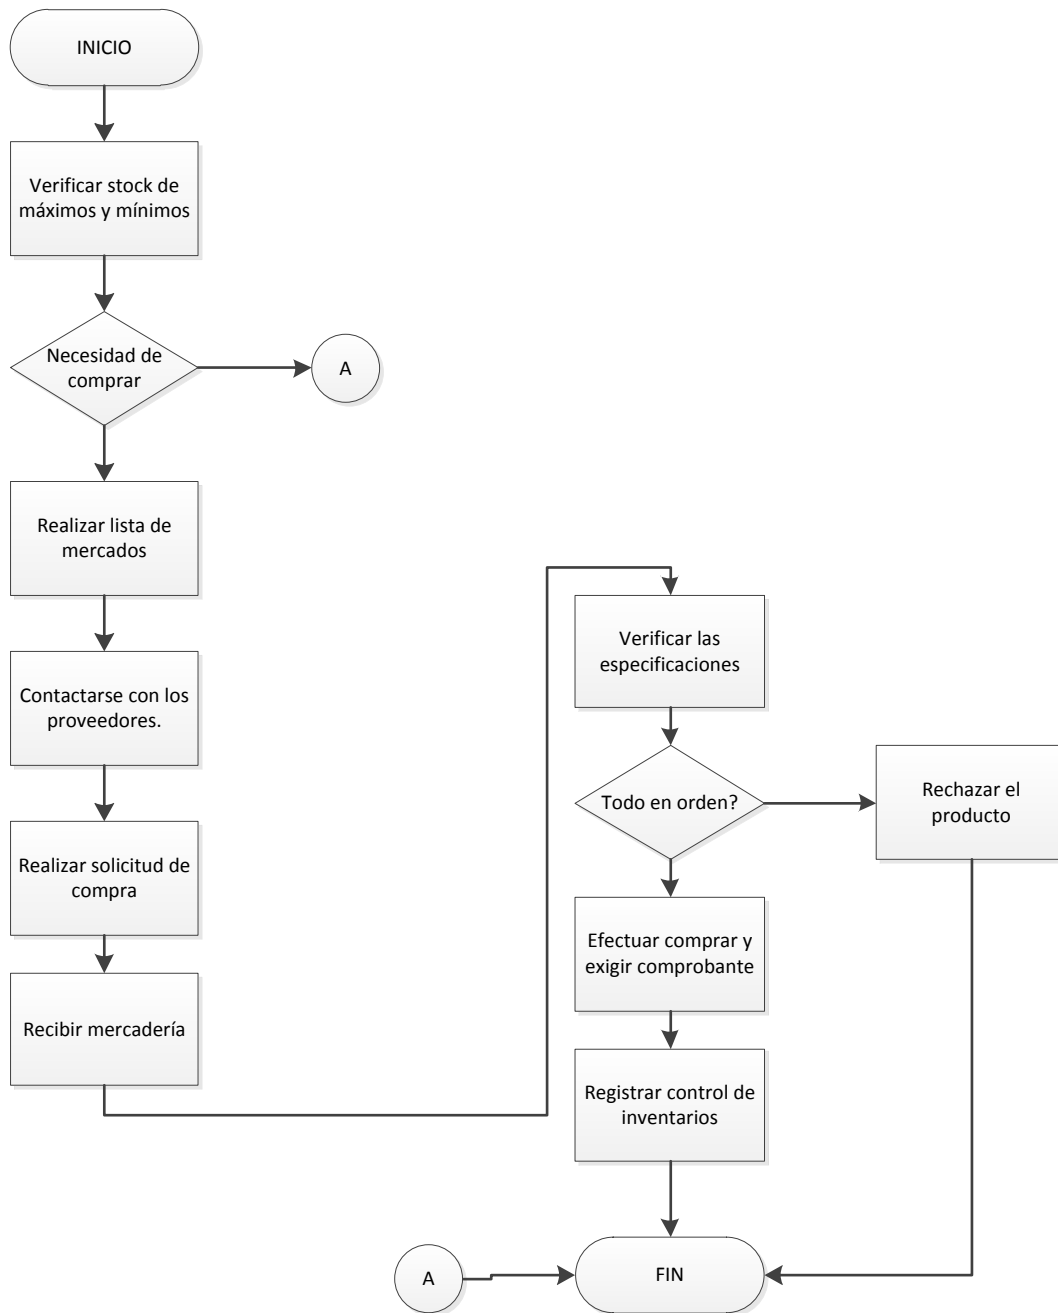 INICIO
Verificar stock de
máximos y mínimos
Necesidad de
comprar
A
Realizar lista de
mercados
Contactarse con los
proveedores.
Realizar solicitud de
compra
Recibir mercadería
Verificar las
especificaciones
Todo en orden?
Rechazar el
producto
Efectuar comprar y
exigir comprobante
Registrar control de
inventarios
A
FIN